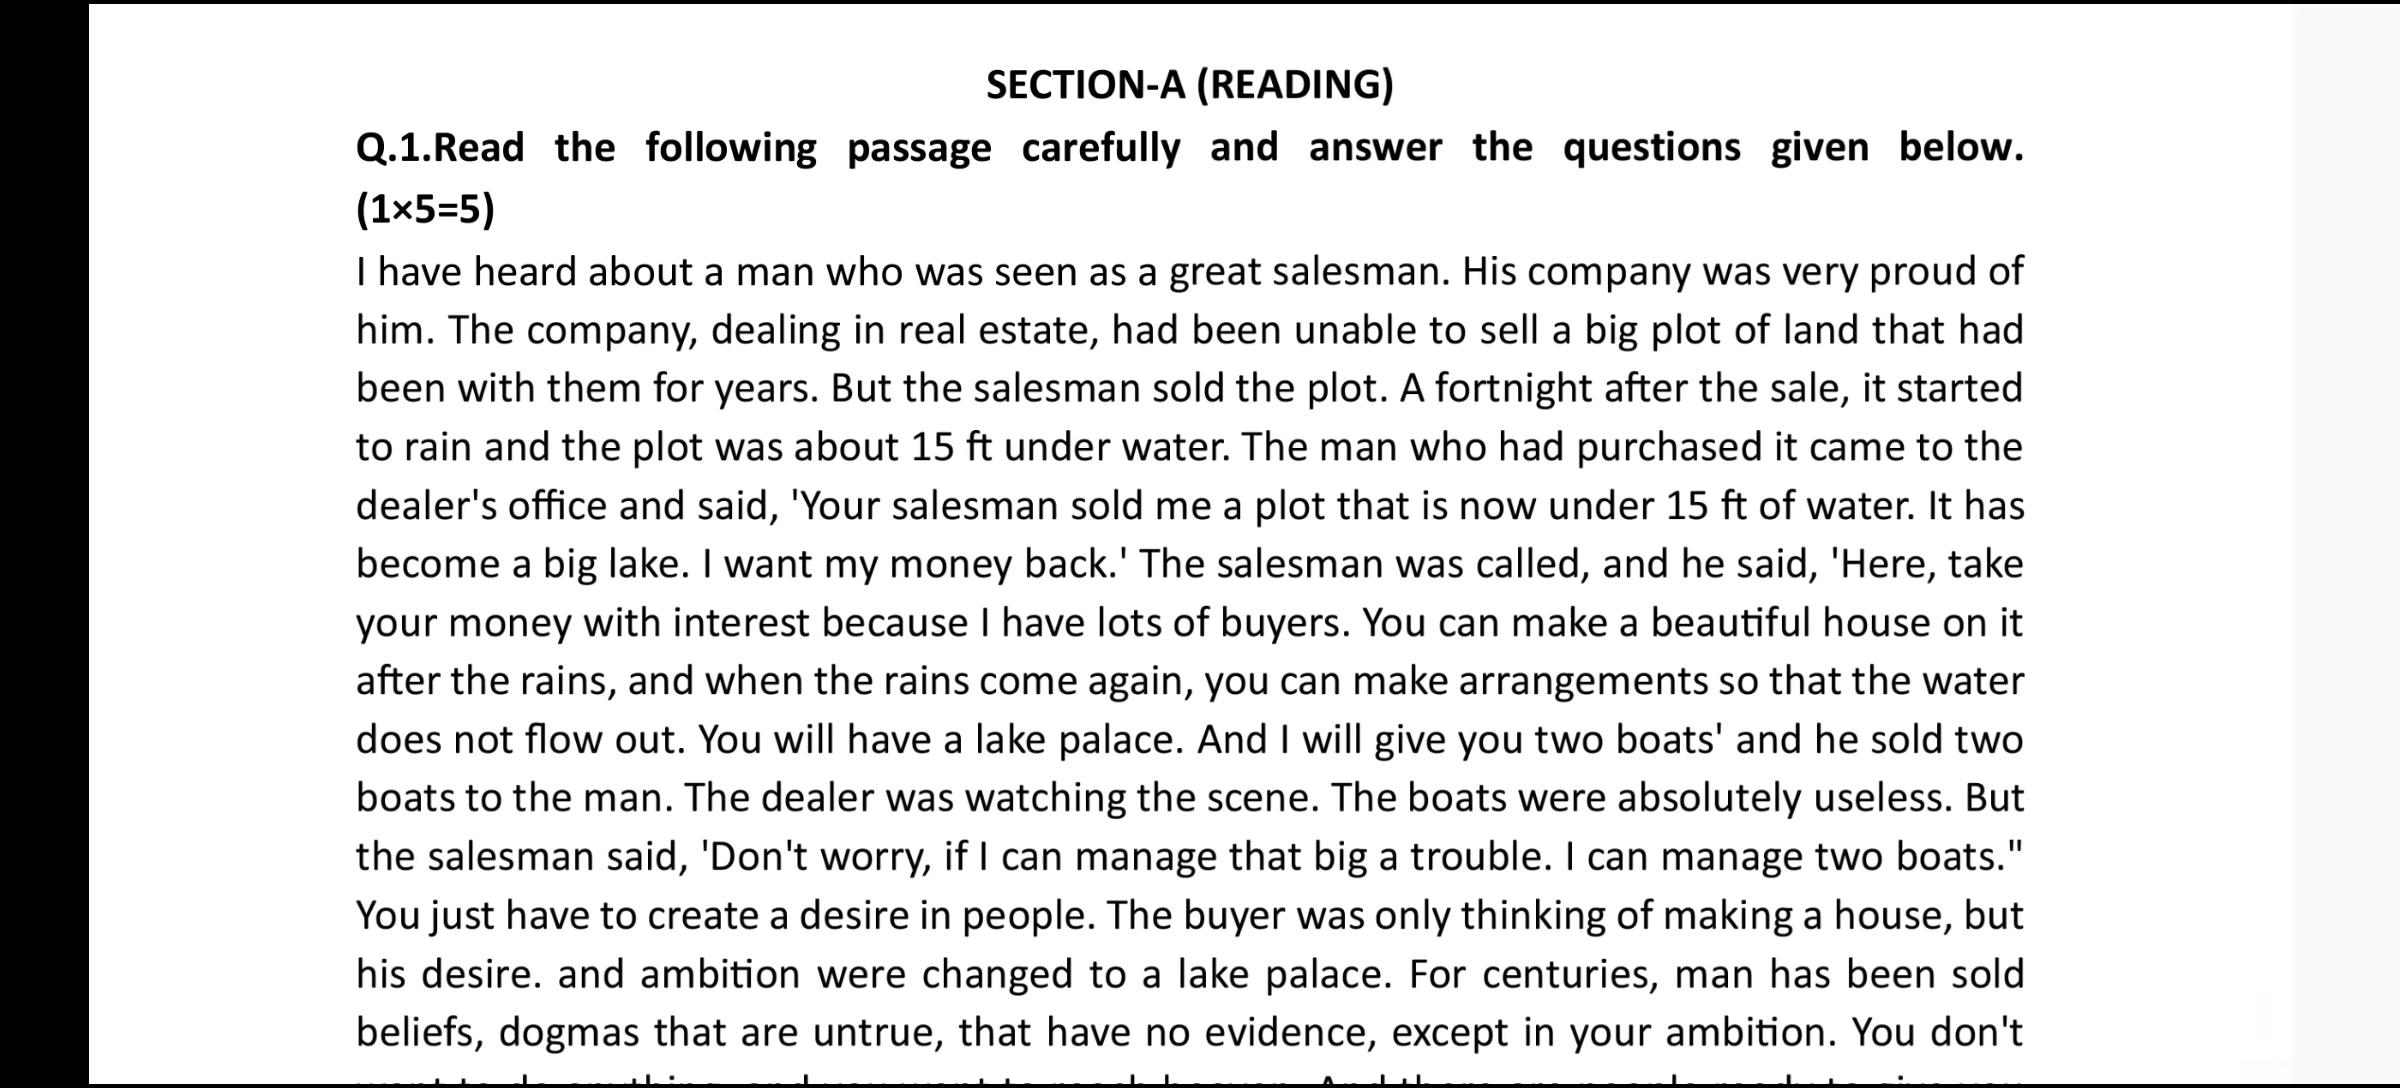 SECTION-A (READING)
Q.1.Read the following passage carefully and answer the questions given below.
(1×5=5)
I have heard about a man who was seen as a great salesman. His company was very proud of
him. The company, dealing in real estate, had been unable to sell a big plot of land that had
been with them for years. But the salesman sold the plot. A fortnight after the sale, it started
to rain and the plot was about 15 ft under water. The man who had purchased it came to the
dealer's office and said, 'Your salesman sold me a plot that is now under 15 ft of water. It has
become a big lake. I want my money back.' The salesman was called, and he said, 'Here, take
your money with interest because I have lots of buyers. You can make a beautiful house on it
after the rains, and when the rains come again, you can make arrangements so that the water
does not flow out. You will have a lake palace. And I will give you two boats' and he sold two
boats to the man. The dealer was watching the scene. The boats were absolutely useless. But
the salesman said, 'Don't worry, if I can manage that big a trouble. I can manage two boats."
You just have to create a desire in people. The buyer was only thinking of making a house, but
his desire. and ambition were changed to a lake palace. For centuries, man has been sold
beliefs, dogmas that are untrue, that have no evidence, except in your ambition. You don't